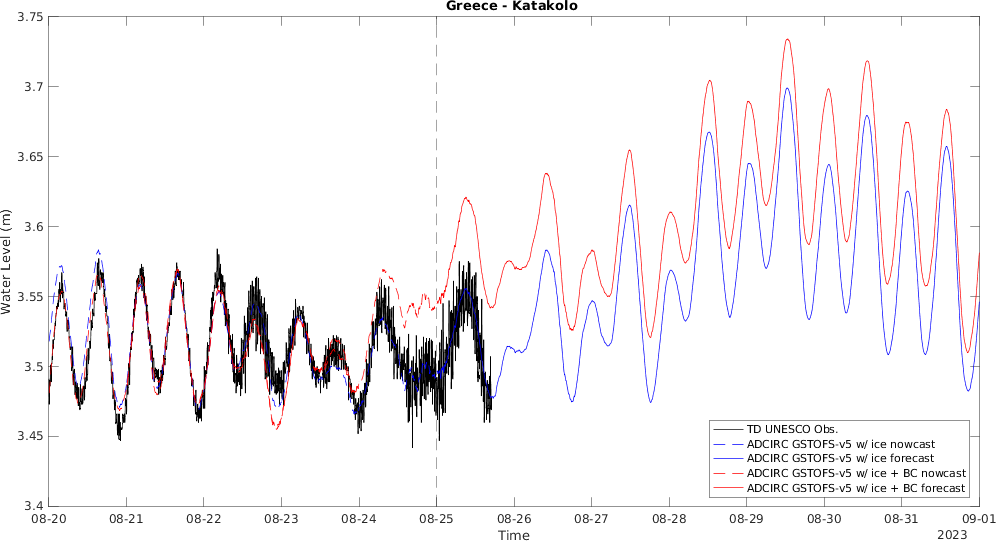 Greece - Katakolo
3.75
3.7
3.65
3.6
3.55
3.5
3.45
3.4
Water Level (m)
TD UNESCO Obs.
ADCIRC GSTOFS-v5 w/ ice nowcast
ADCIRC GSTOFS-v5 w/ ice forecast
ADCIRC GSTOFS-v5 w/ ice + BC nowcast
ADCIRC GSTOFS-v5 w/ ice + BC forecast
08-20 08-21 08-22 08-23 08-24 08-25 08-26 08-27 08-28 08-29 08-30 08-31 09-01
Time
2023